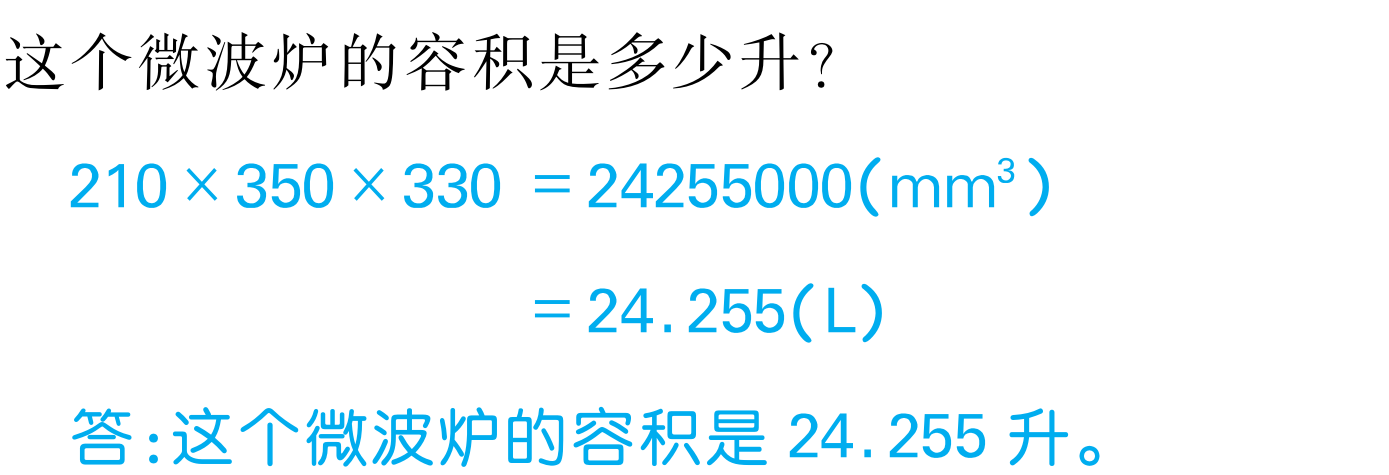 这个微波炉的容积是多少升?
210×350×330 =24255000(mm³)
=24.255(L)
答:这个微波炉的容积是 24.255 升。